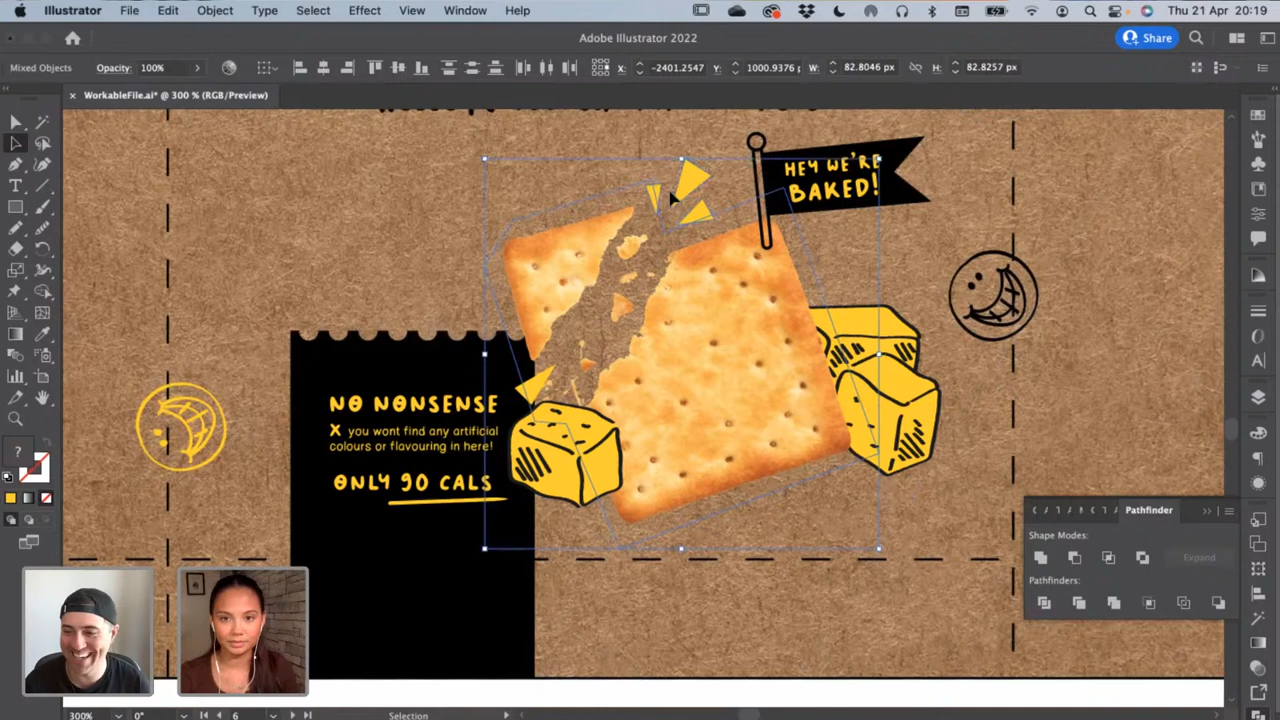 Illustrator File Edit Object Type Select Effect View Window Help Thu 21 Apr 20:19
Adobe Illustrator 2022
Share
Mixed Objects Opacity: 100% X: -2401.2547 Y: 1000.9376 p W: 82.8046 px H: 82.8257 px
× WorkableFile.ai* @ 300 % (RGB/Preview)
HEY WE'RE
BAKED!
NO NONSENSE
X you wont find any artificial
colours or flavouring in here!
ONLY 90 CALS
Pathfinder
Shape Modes:
Expand
Pathfinders:
300% 0° 6 Selection